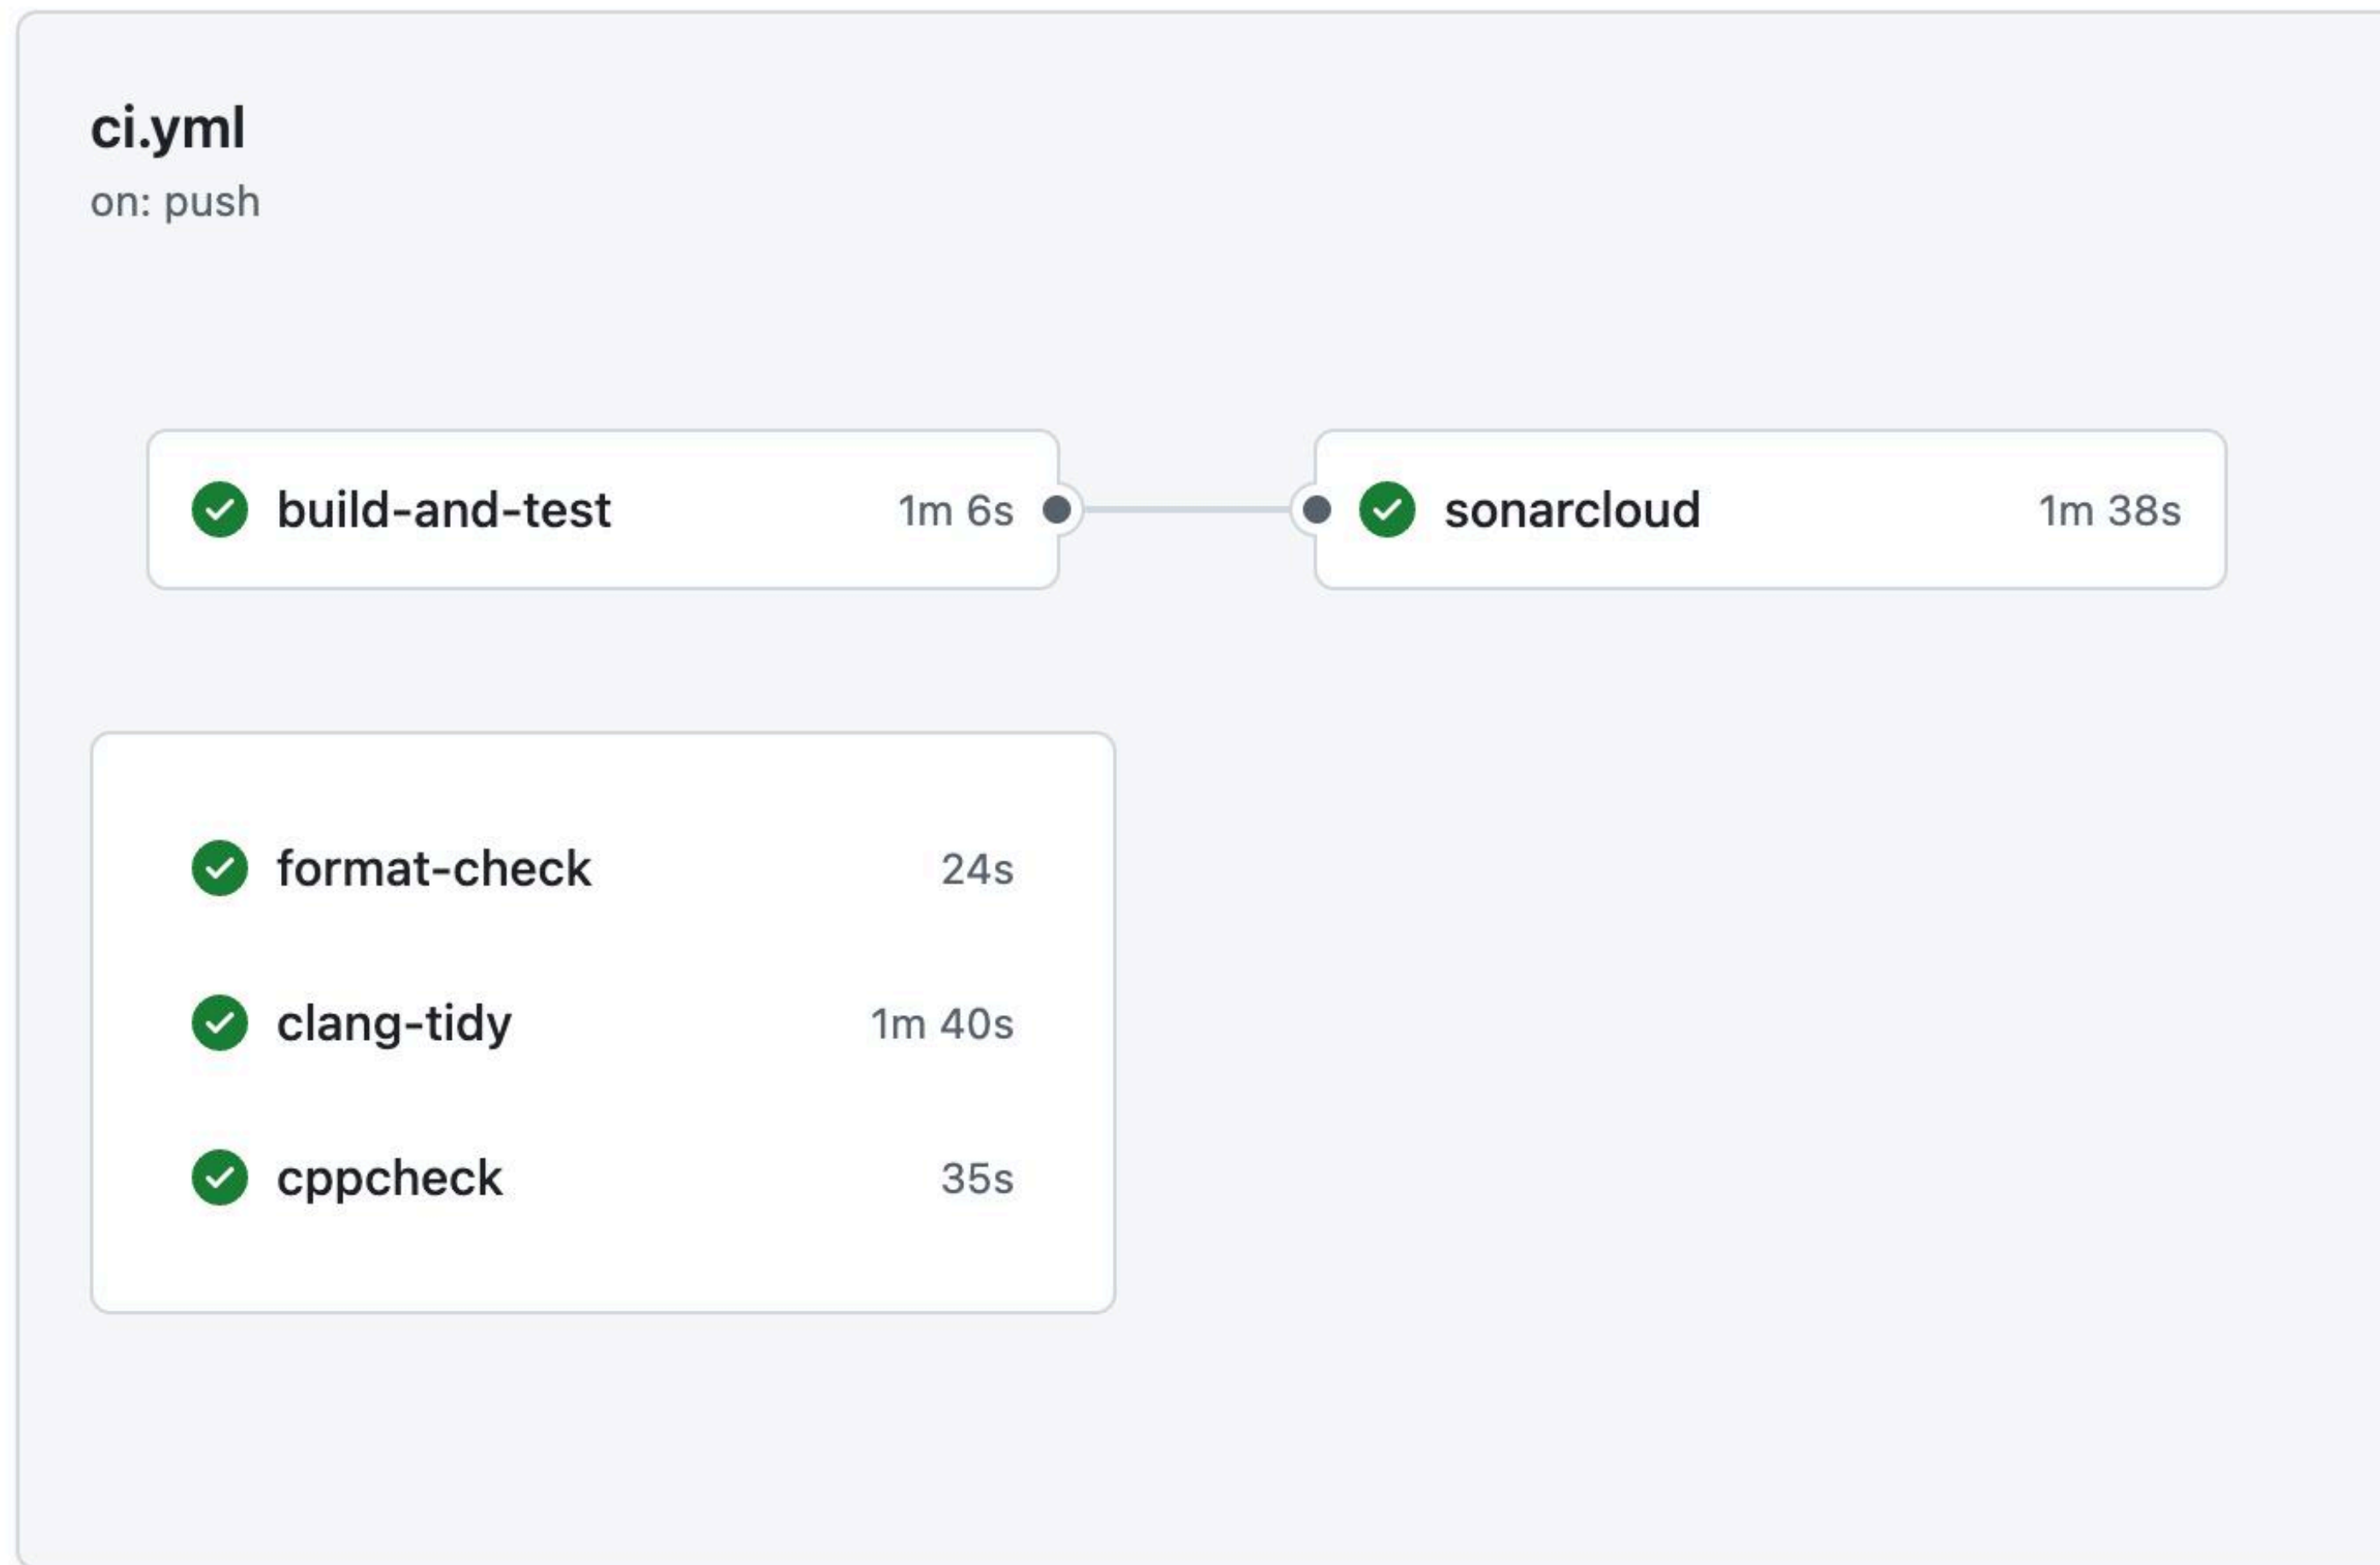 ci.yml
on: push
build-and-test 1m 6s
sonarcloud 1m 38s
format-check 24s
clang-tidy 1m 40s
cppcheck 35s